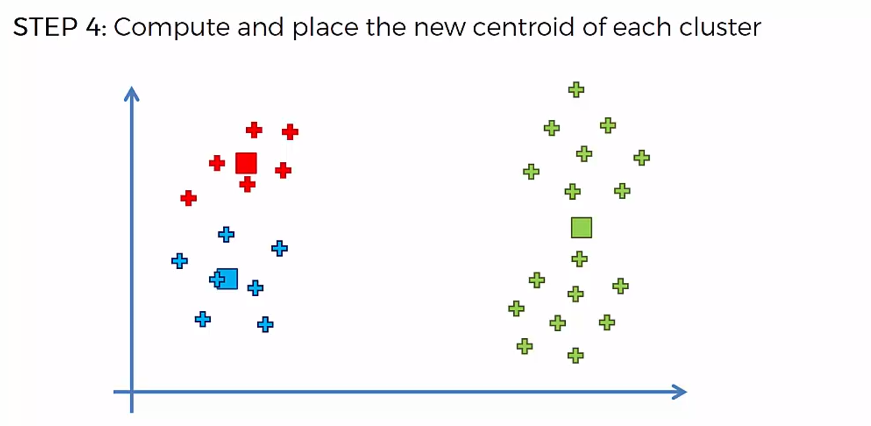 STEP 4: Compute and place the new centroid of each cluster